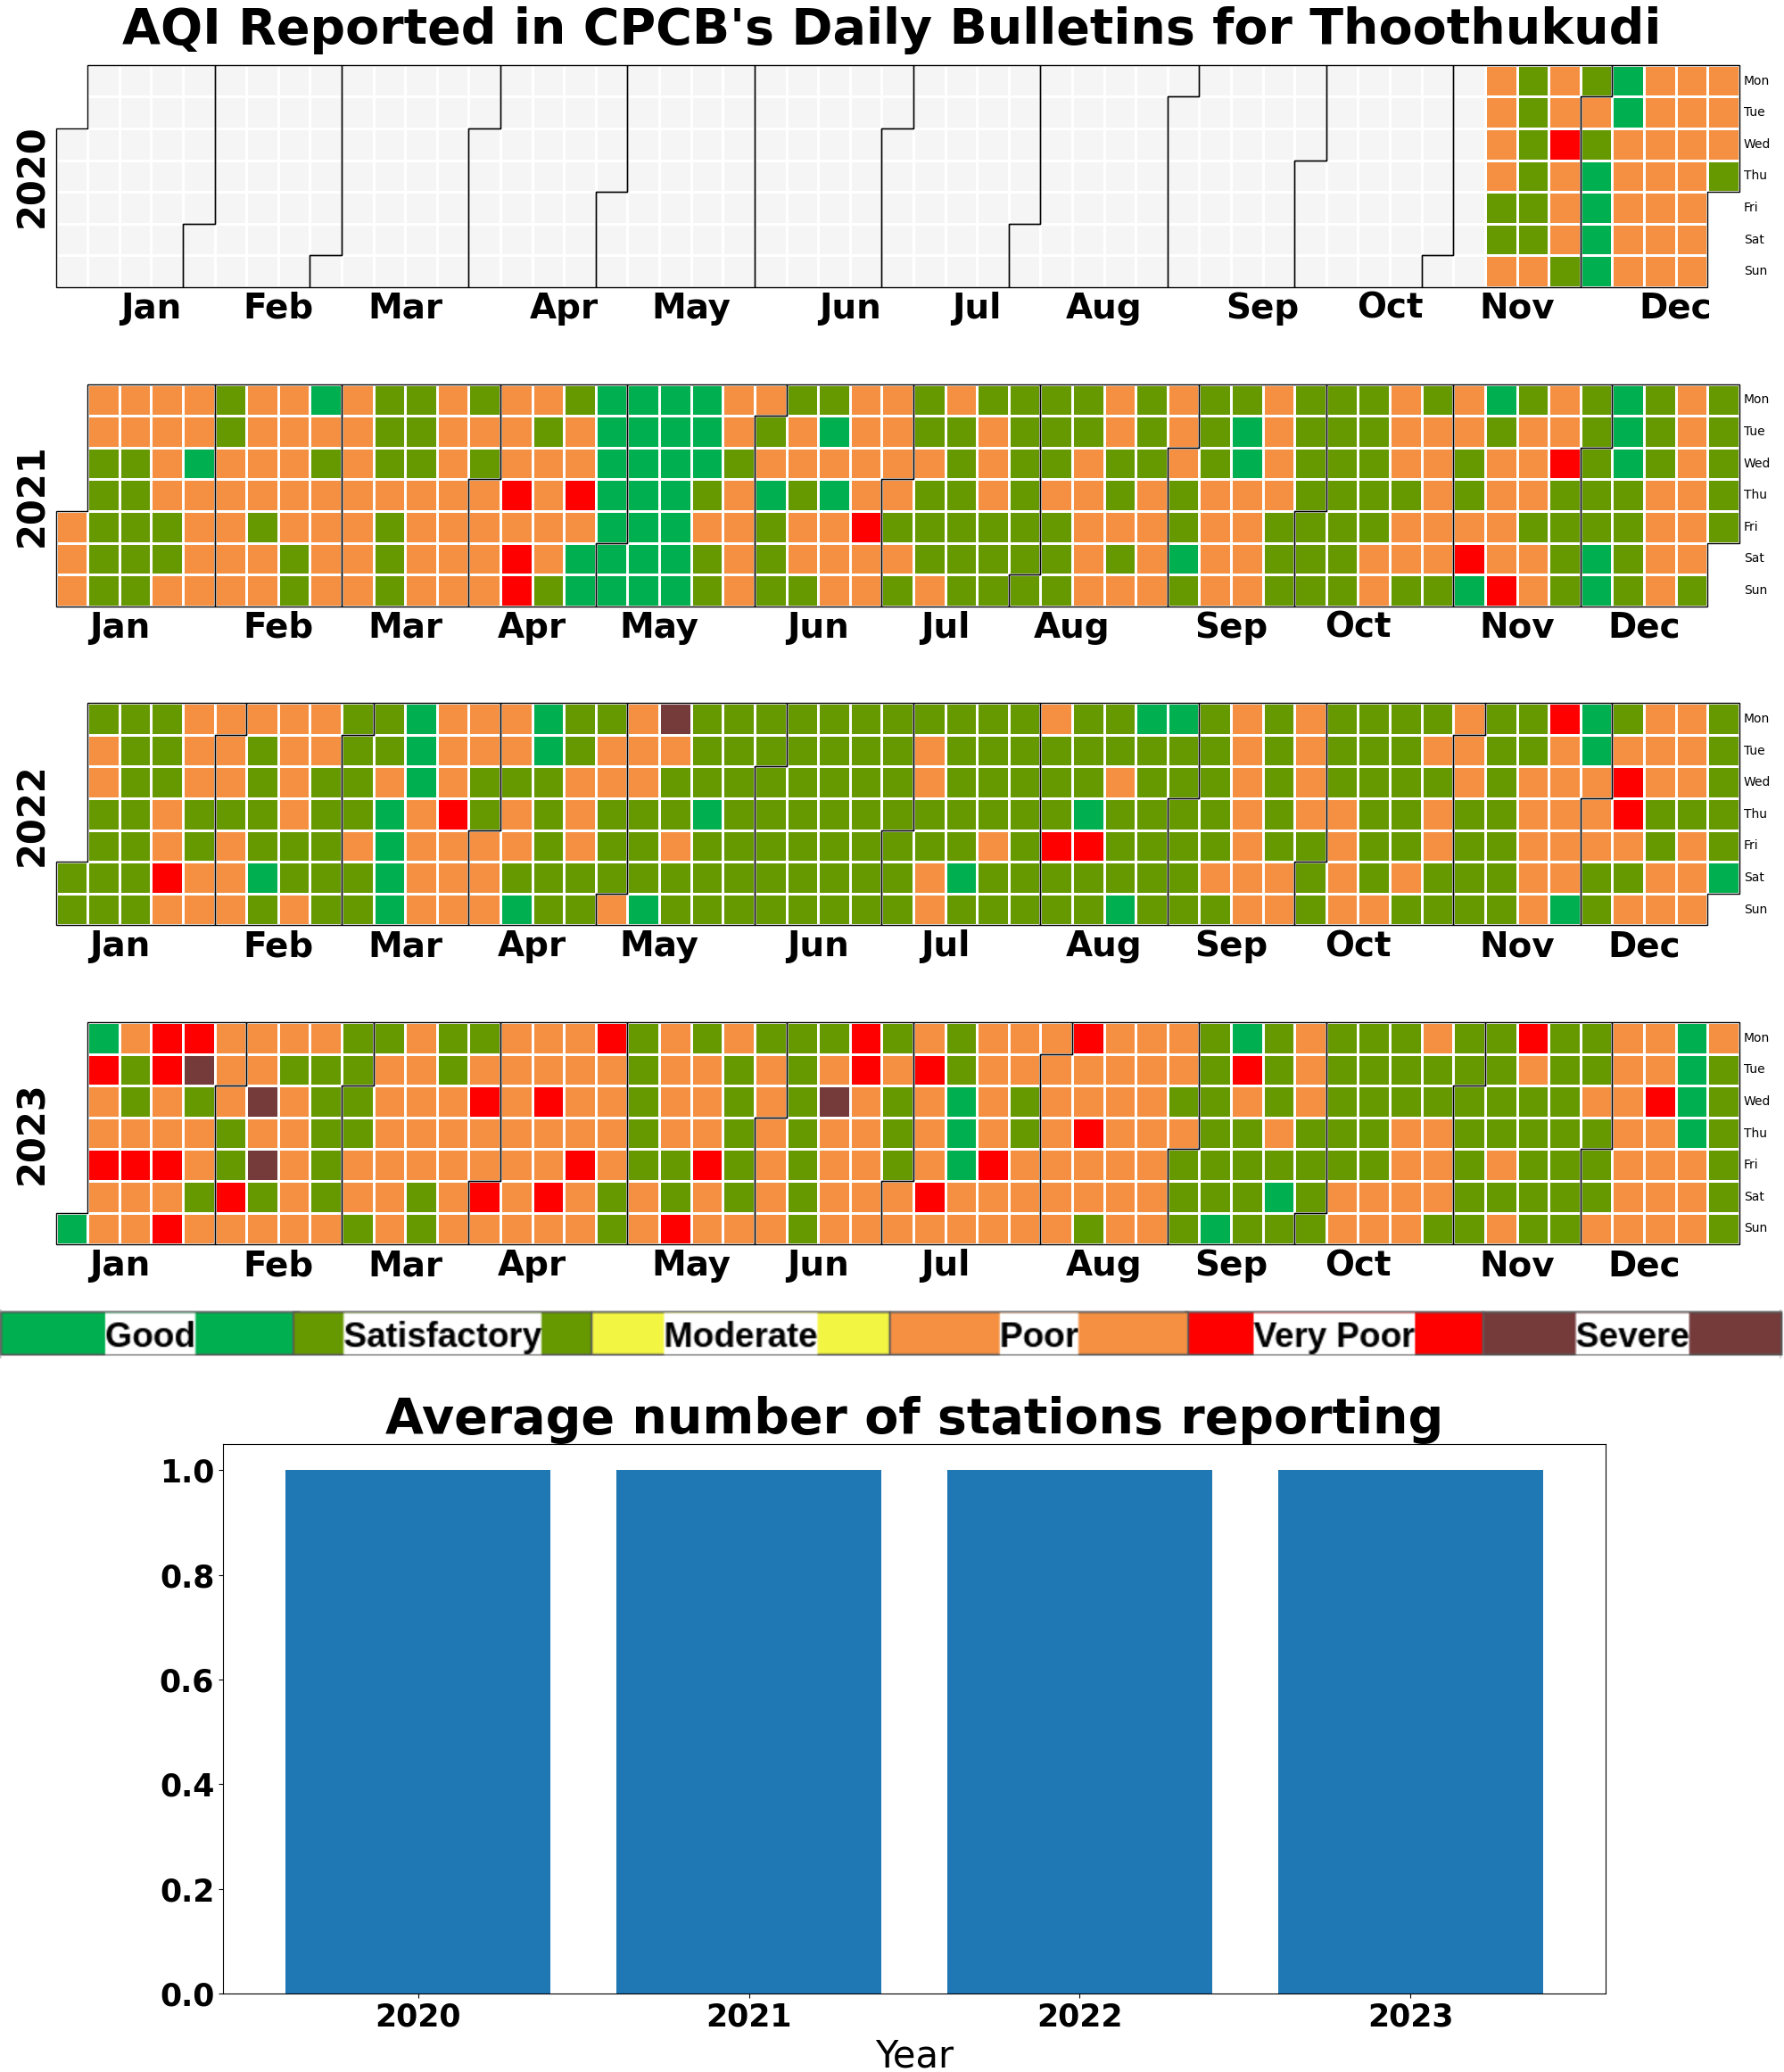 AQI Reported in CPCB's Daily Bulletins for Thoothukudi
2020
Mon
Tue
Wed
Thu
Fri
Sat
Sun
Jan Feb Mar Apr May Jun Jul Aug Sep Oct Nov Dec
2021
Mon
Tue
Wed
Thu
Fri
Sat
Sun
Jan Feb Mar Apr May Jun Jul Aug Sep Oct Nov Dec
2022
Mon
Tue
Wed
Thu
Fri
Sat
Sun
Jan Feb Mar Apr May Jun Jul Aug Sep Oct Nov Dec
2023
Mon
Tue
Wed
Thu
Fri
Sat
Sun
Jan Feb Mar Apr May Jun Jul Aug Sep Oct Nov Dec
Good Satisfactory Moderate Poor Very Poor Severe
Average number of stations reporting
1.0
0.8
0.6
0.4
0.2
0.0
2020 2021 2022 2023
Year